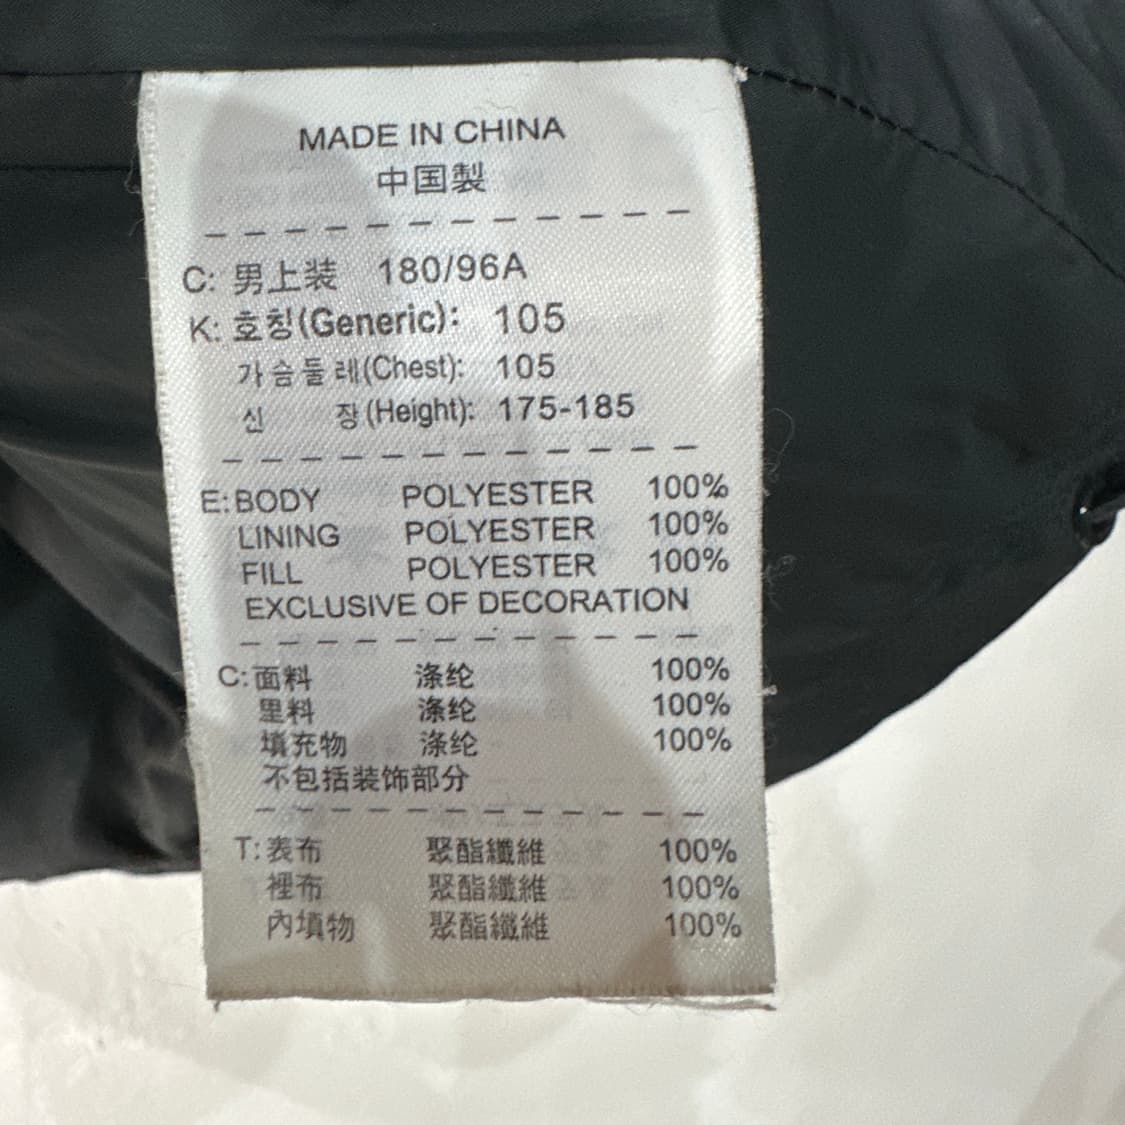 MADE IN CHINA
中国製
C: 男上装 180/96A
K: 호칭(Generic): 105
가슴둘레(Chest): 105
신 장(Height): 175-185
E: BODY POLYESTER 100%
LINING POLYESTER 100%
FILL POLYESTER 100%
EXCLUSIVE OF DECORATION
C: 面料 涤纶 100%
里料 涤纶 100%
填充物 涤纶 100%
不包括装饰部分
T: 表布 聚酯纖維 100%
裡布 聚酯纖維 100%
內填物 聚酯纖維 100%